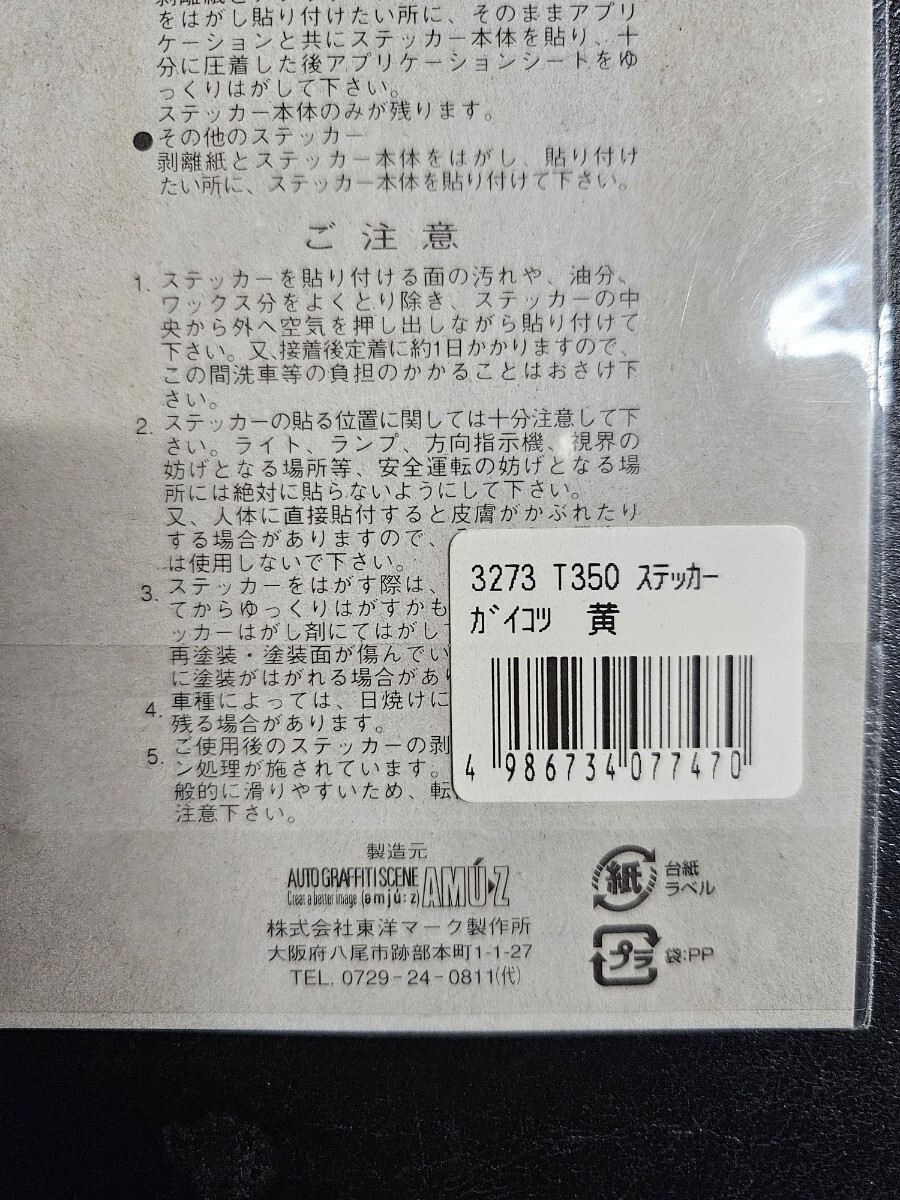 をはがし貼り付けたい所に、そのままアプリ
ケーションと共にステッカー本体を貼り、十
分に圧着した後アプリケーションシートをゆ
っくりはがして下さい。
ステッカー本体のみが残ります。
●その他のステッカー
剥離紙とステッカー本体をはがし、貼り付け
たい所に、ステッカー本体を貼り付けて下さい。
ご注意
1. ステッカーを貼り付ける面の汚れや、油分、
ワックス分をよくとり除き、ステッカーの中
央から外へ空気を押し出しながら貼り付けて
下さい。又、接着後定着に約1日かかりますので、
この間洗車等の負担のかかることはおさけ下
さい。
2. ステッカーの貼る位置に関しては十分注意して下
さい。ライト、ランプ、方向指示機、視界の
妨げとなる場所等、安全運転の妨げとなる場
所には絶対に貼らないようにして下さい。
又、人体に直接貼付すると皮膚がかぶれたり
する場合がありますので、
は使用しないで下さい。
3. ステッカーをはがす際は、
てからゆっくりはがすかも
ッカーはがし剤にてはがして
再塗装・塗装面が傷んでい
に塗装がはがれる場合があり
4. 車種によっては、日焼けに
残る場合があります。
5. ご使用後のステッカーの剥
ン処理が施されています。
般的に滑りやすいため、転
注意下さい。
3273 T350 ステッカー
ガイコツ 黄
4 986734 077470
製造元
AUTO GRAFFITI SCENE
Creat a better image (əmjú:z) AMÚ▸Z
株式会社東洋マーク製作所
大阪府八尾市跡部本町1-1-27
TEL. 0729-24-0811(代)
紙 台紙
ラベル
プラ 袋:PP